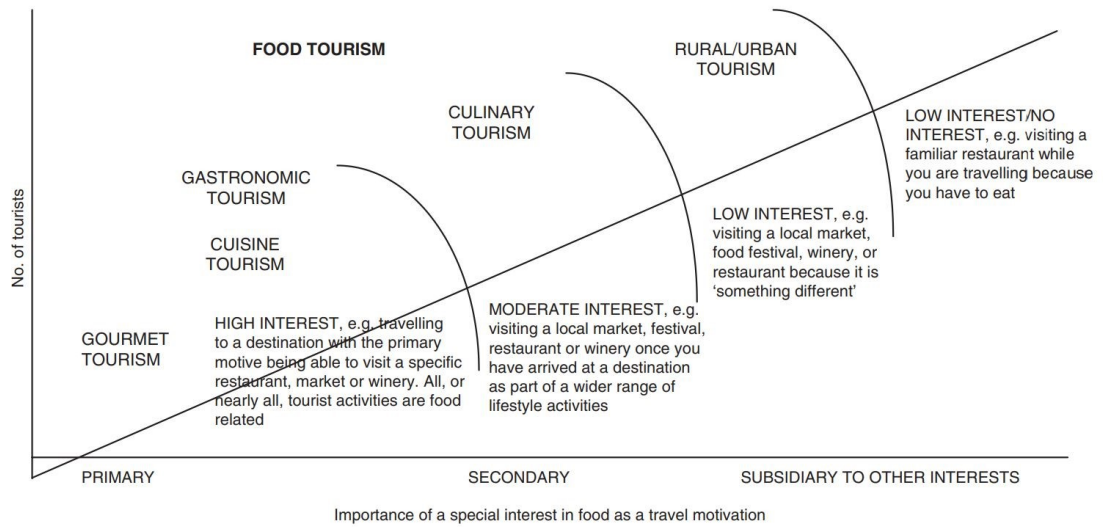 FOOD TOURISM
RURAL/URBAN
TOURISM
CULINARY
TOURISM
LOW INTEREST/NO
INTEREST, e.g. visiting a
familiar restaurant while
you are travelling because
you have to eat
GASTRONOMIC
TOURISM
No. of tourists
LOW INTEREST, e.g.
visiting a local market,
food festival, winery, or
restaurant because it is
‘something different’
CUISINE
TOURISM
MODERATE INTEREST, e.g.
visiting a local market, festival,
restaurant or winery once you
have arrived at a destination
as part of a wider range of
lifestyle activities
GOURMET
TOURISM
HIGH INTEREST, e.g. travelling
to a destination with the primary
motive being able to visit a specific
restaurant, market or winery. All, or
nearly all, tourist activities are food
related
PRIMARY
SECONDARY
SUBSIDIARY TO OTHER INTERESTS
Importance of a special interest in food as a travel motivation